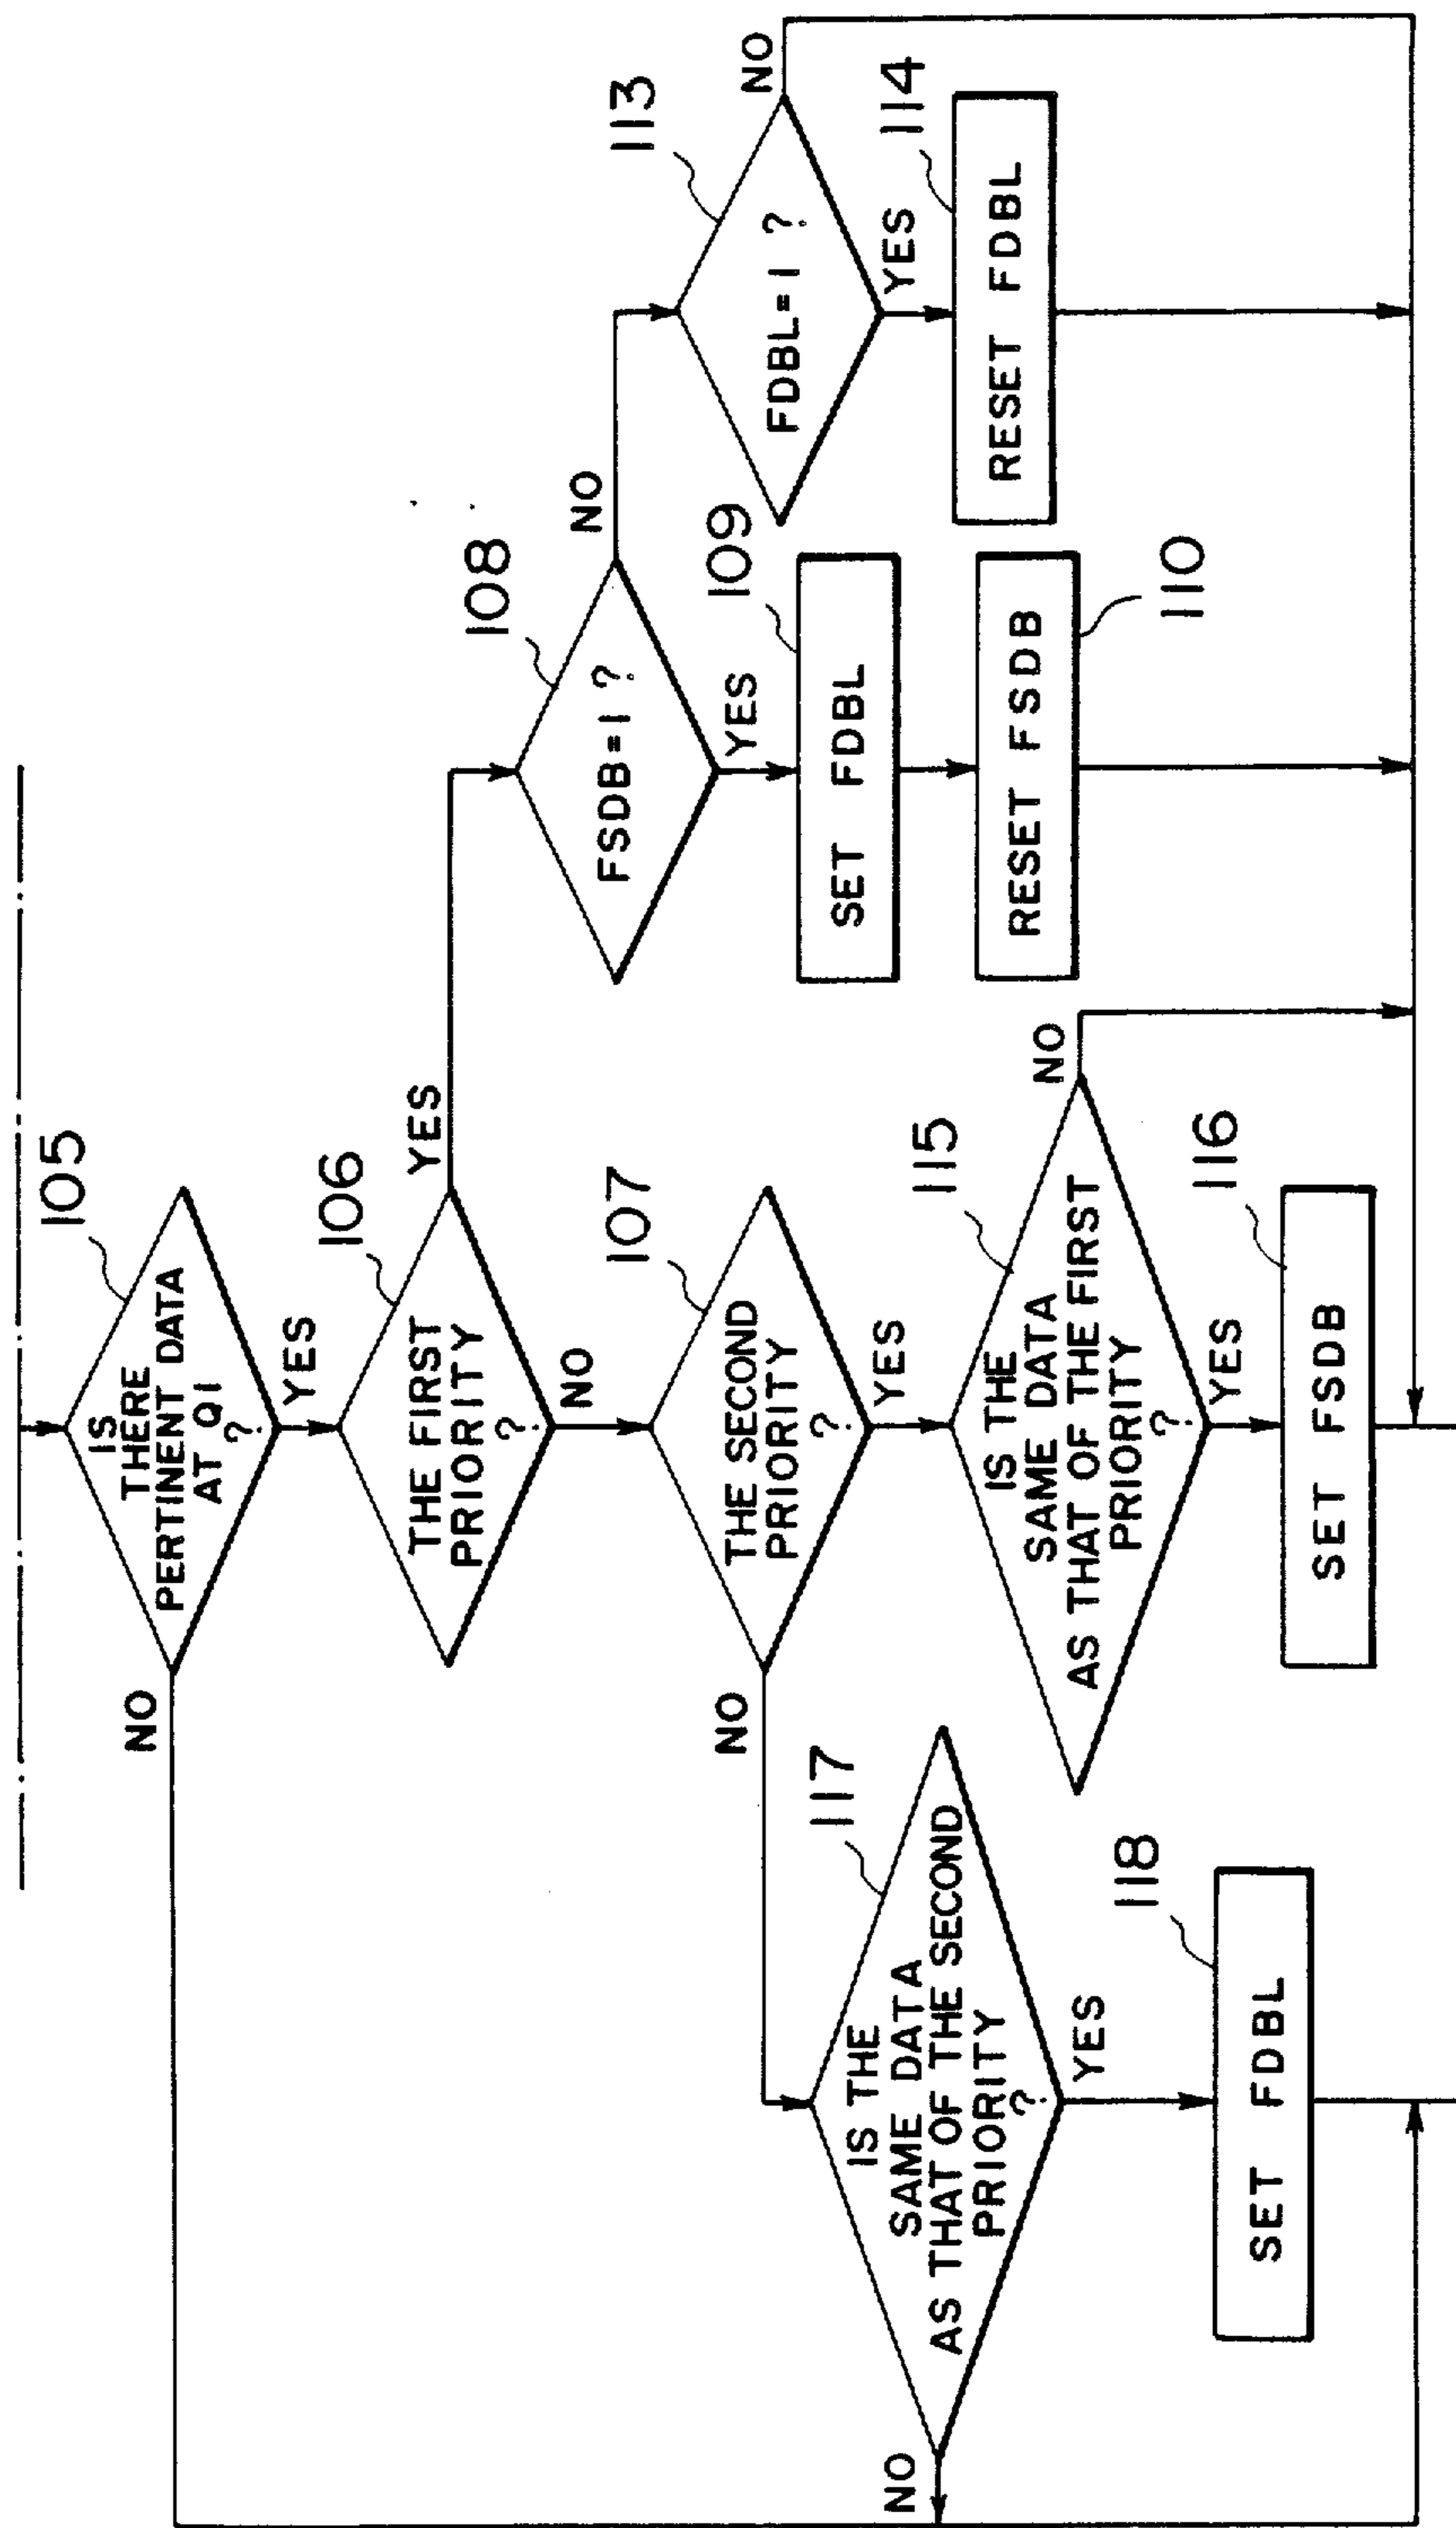 105
IS
THERE
PERTINENT DATA
AT Q1
?
NO
YES
106
THE FIRST
PRIORITY
?
YES
NO
107
THE SECOND
PRIORITY
?
NO
YES
108
FSDB=1 ?
NO
YES
109
SET FDBL
110
RESET FSDB
113
FDBL=1 ?
NO
YES
114
RESET FDBL
115
IS THE
SAME DATA
AS THAT OF THE FIRST
PRIORITY
?
NO
YES
116
SET FSDB
117
IS THE
SAME DATA
AS THAT OF THE SECOND
PRIORITY
?
NO
YES
118
SET FDBL